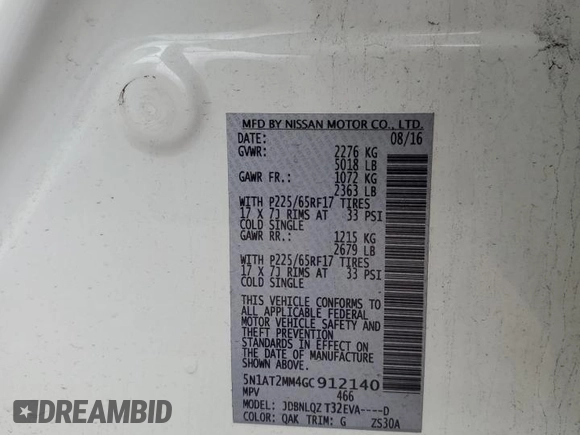 MFD BY NISSAN MOTOR CO., LTD.
DATE: 08/16
GVWR: 2276 KG
5018 LB
GAWR FR.: 1072 KG
2363 LB
WITH P225/65RF17 TIRES
17 X 7J RIMS AT 33 PSI
COLD SINGLE
GAWR RR.: 1215 KG
2679 LB
WITH P225/65RF17 TIRES
17 X 7J RIMS AT 33 PSI
COLD SINGLE
THIS VEHICLE CONFORMS TO
ALL APPLICABLE FEDERAL
MOTOR VEHICLE SAFETY AND
THEFT PREVENTION
STANDARDS IN EFFECT ON
THE DATE OF MANUFACTURE
SHOWN ABOVE.
5N1AT2MM4GC912140
MPV 466
MODEL: JDBNLQZ T32EVA----D
COLOR: QAK TRIM: G ZS30A
DREAMBID